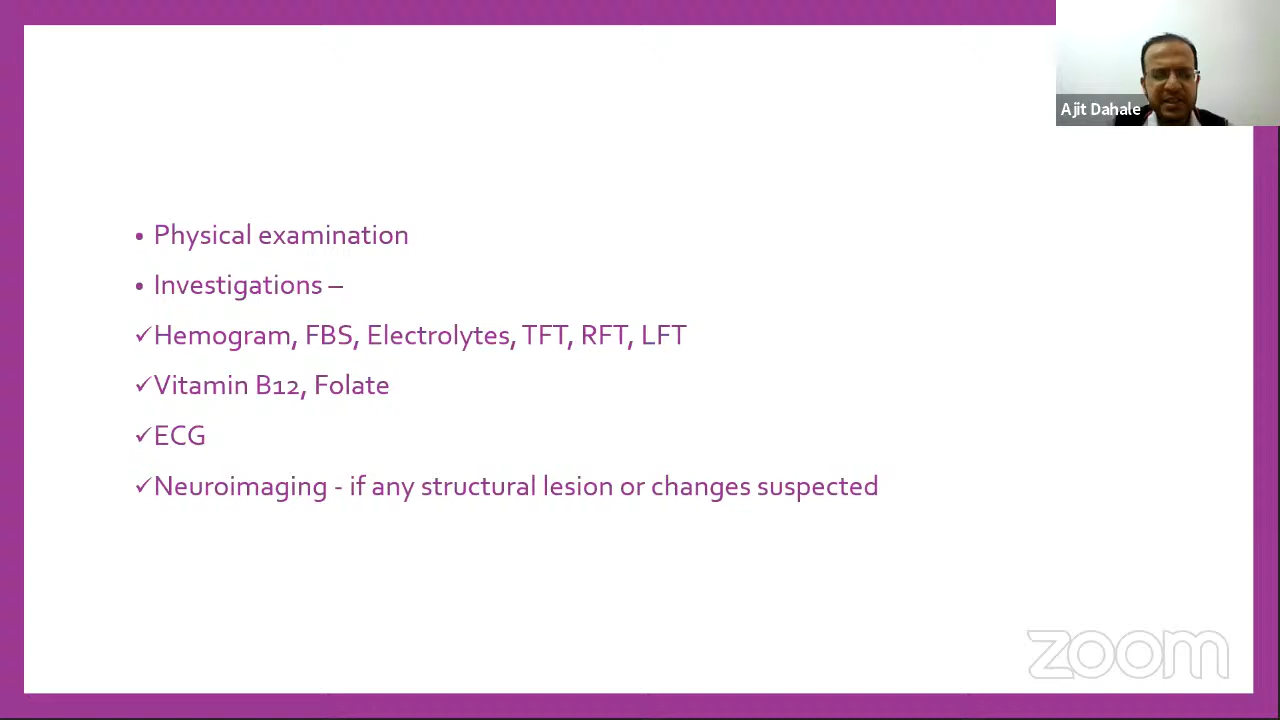 Ajit Dahale
• Physical examination
• Investigations –
✓Hemogram, FBS, Electrolytes, TFT, RFT, LFT
✓Vitamin B12, Folate
✓ECG
✓Neuroimaging - if any structural lesion or changes suspected
zoom